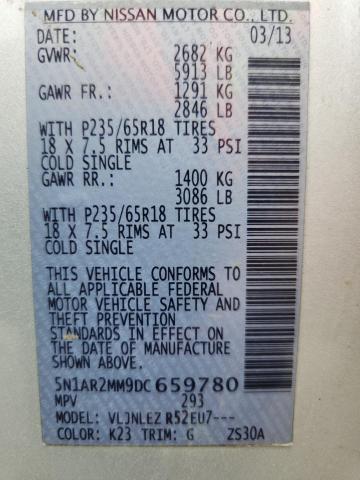 MFD BY NISSAN MOTOR CO., LTD.
DATE: 03/13
GVWR: 2682 KG
5913 LB
GAWR FR.: 1291 KG
2846 LB
WITH P235/65R18 TIRES
18 X 7.5 RIMS AT 33 PSI
COLD SINGLE
GAWR RR.: 1400 KG
3086 LB
WITH P235/65R18 TIRES
18 X 7.5 RIMS AT 33 PSI
COLD SINGLE
THIS VEHICLE CONFORMS TO
ALL APPLICABLE FEDERAL
MOTOR VEHICLE SAFETY AND
THEFT PREVENTION
STANDARDS IN EFFECT ON
THE DATE OF MANUFACTURE
SHOWN ABOVE.
5N1AR2MM9DC 659780
MPV 293
MODEL: VLJNLEZ R52EU7---
COLOR: K23 TRIM: G ZS30A